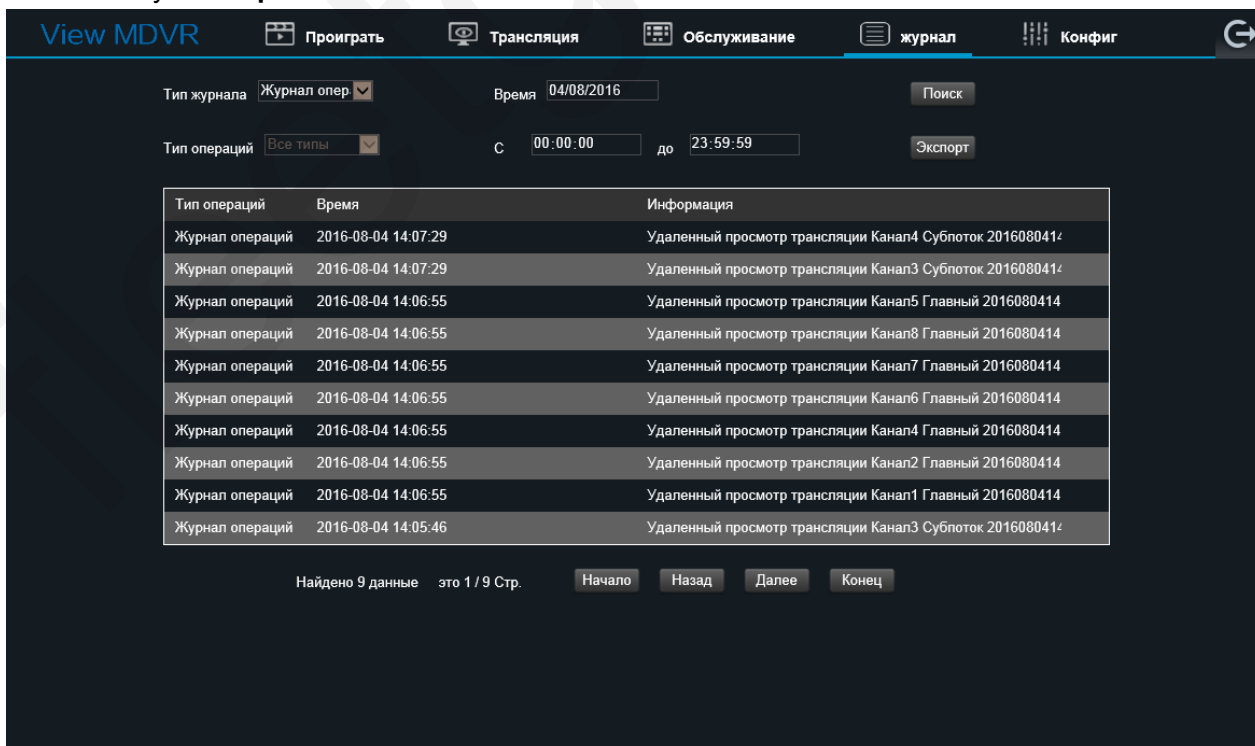 View MDVR Проиграть Трансляция Обслуживание журнал Конфиг
Тип журнала Журнал опер Время 04/08/2016 Поиск
Тип операций Все типы С 00:00:00 до 23:59:59 Экспорт
Тип операций Время Информация
Журнал операций 2016-08-04 14:07:29 Удаленный просмотр трансляции Канал4 Субпоток 2016080414
Журнал операций 2016-08-04 14:07:29 Удаленный просмотр трансляции Канал3 Субпоток 2016080414
Журнал операций 2016-08-04 14:06:55 Удаленный просмотр трансляции Канал5 Главный 2016080414
Журнал операций 2016-08-04 14:06:55 Удаленный просмотр трансляции Канал8 Главный 2016080414
Журнал операций 2016-08-04 14:06:55 Удаленный просмотр трансляции Канал7 Главный 2016080414
Журнал операций 2016-08-04 14:06:55 Удаленный просмотр трансляции Канал6 Главный 2016080414
Журнал операций 2016-08-04 14:06:55 Удаленный просмотр трансляции Канал4 Главный 2016080414
Журнал операций 2016-08-04 14:06:55 Удаленный просмотр трансляции Канал2 Главный 2016080414
Журнал операций 2016-08-04 14:06:55 Удаленный просмотр трансляции Канал1 Главный 2016080414
Журнал операций 2016-08-04 14:05:46 Удаленный просмотр трансляции Канал3 Субпоток 2016080414
Найдено 9 данные это 1 / 9 Стр. Начало Назад Далее Конец